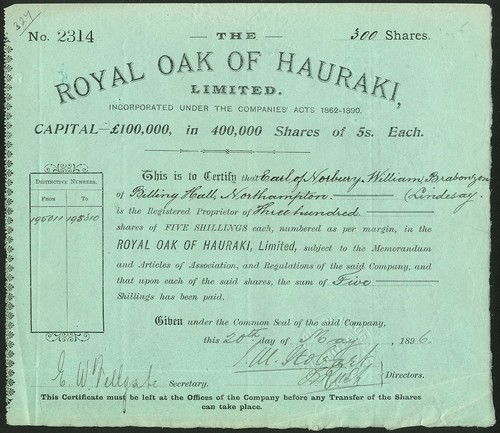 327
No. 2314
THE
300 Shares.
ROYAL OAK OF HAURAKI,
LIMITED.
INCORPORATED UNDER THE COMPANIES' ACTS 1862-1890.
CAPITAL—£100,000, in 400,000 Shares of 5s. Each.
DISTINCTIVE NUMBERS.
FROM TO
195011 195310
This is to Certify that Earl of Norbury, William Brabazon
of Billing Hall, Northampton. (Lindesay
is the Registered Proprietor of Three hundred
shares of FIVE SHILLINGS each, numbered as per margin, in the
ROYAL OAK OF HAURAKI, Limited, subject to the Memorandum
and Articles of Association, and Regulations of the said Company, and
that upon each of the said shares, the sum of Five
Shillings has been paid.
Given under the Common Seal of the said Company,
this 20th day of May, 1896.
Directors.
E. W. Fellgate Secretary.
This Certificate must be left at the Offices of the Company before any Transfer of the Shares
can take place.